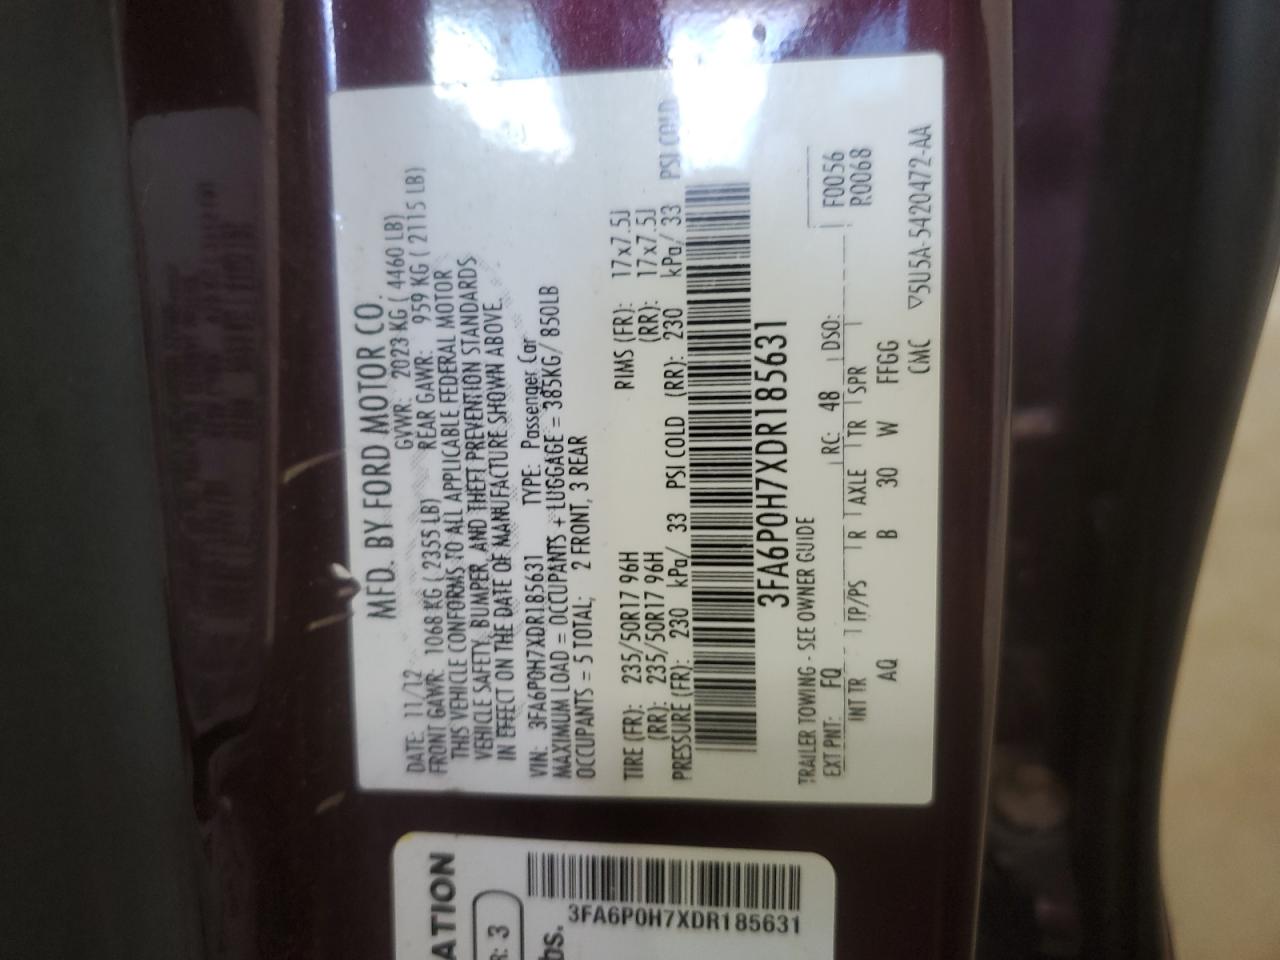 MFD. BY FORD MOTOR CO.
DATE: 11/12 GVWR: 2023 KG ( 4460 LB)
FRONT GAWR: 1068 KG ( 2355 LB) REAR GAWR: 959 KG ( 2115 LB)
THIS VEHICLE CONFORMS TO ALL APPLICABLE FEDERAL MOTOR
VEHICLE SAFETY, BUMPER, AND THEFT PREVENTION STANDARDS
IN EFFECT ON THE DATE OF MANUFACTURE SHOWN ABOVE.
VIN: 3FA6P0H7XDR185631 TYPE: Passenger Car
MAXIMUM LOAD = OCCUPANTS + LUGGAGE = 385KG/ 850LB
OCCUPANTS = 5 TOTAL; 2 FRONT, 3 REAR
TIRE (FR): 235/50R17 96H RIMS (FR): 17x7.5J
(RR): 235/50R17 96H (RR): 17x7.5J
PRESSURE (FR): 230 kPa/ 33 PSI COLD (RR): 230 kPa/ 33 PSI COLD
3FA6P0H7XDR185631
TRAILER TOWING - SEE OWNER GUIDE
EXT PNT: FQ RC: 48 DSO: F0056
INT TR TP/PS R AXLE TR SPR R0068
AQ B 30 W FFGG
CMC ▽5U5A-5420472-AA
ATION
R: 3
bs.
3FA6P0H7XDR185631